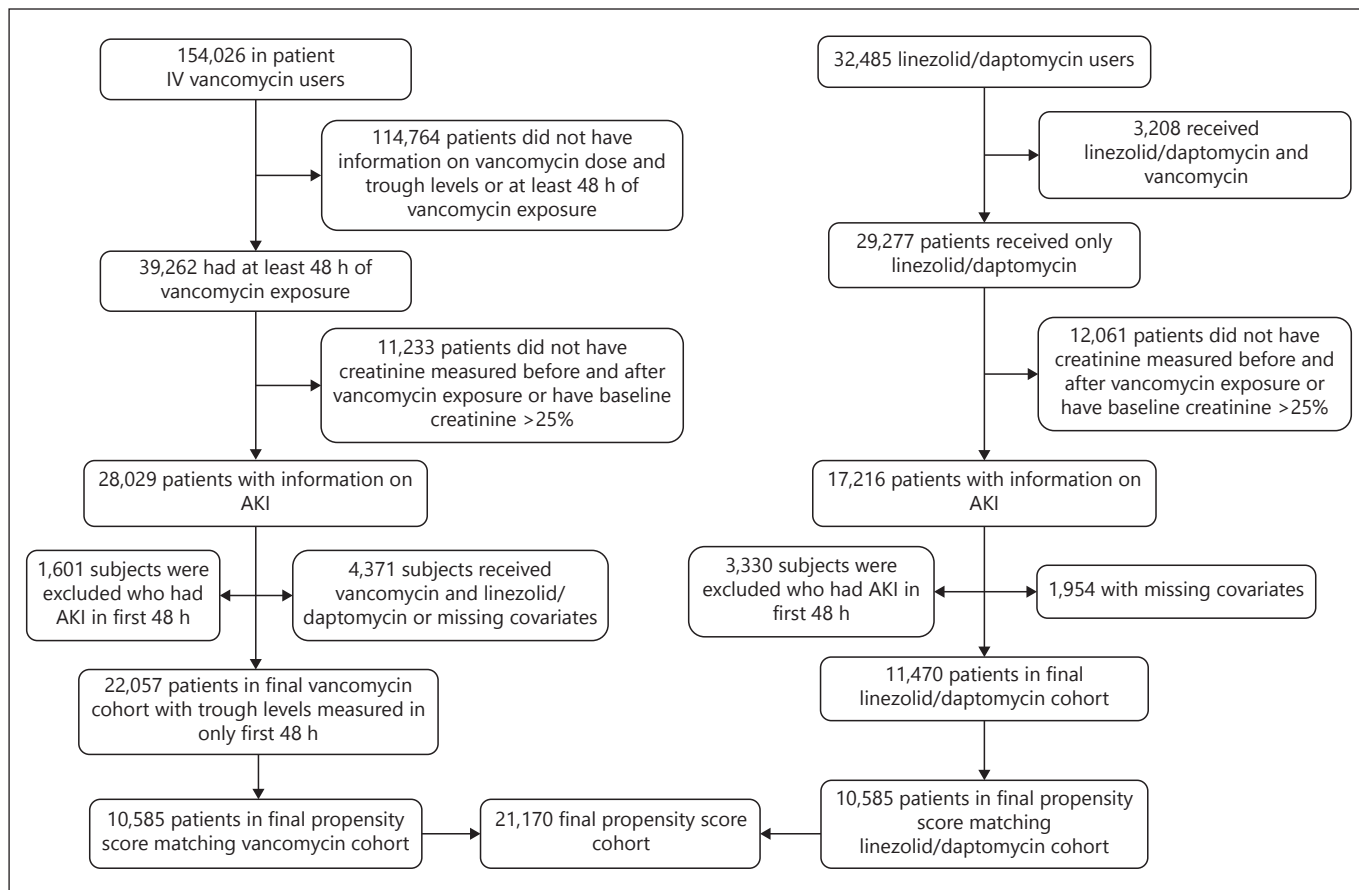 154,026 in patient
IV vancomycin users
114,764 patients did not have
information on vancomycin dose and
trough levels or at least 48 h of
vancomycin exposure
39,262 had at least 48 h of
vancomycin exposure
11,233 patients did not have
creatinine measured before and after
vancomycin exposure or have baseline
creatinine >25%
28,029 patients with information on
AKI
1,601 subjects were
excluded who had
AKI in first 48 h
4,371 subjects received
vancomycin and linezolid/
daptomycin or missing covariates
22,057 patients in final vancomycin
cohort with trough levels measured in
only first 48 h
10,585 patients in final propensity
score matching vancomycin cohort
32,485 linezolid/daptomycin users
3,208 received
linezolid/daptomycin and
vancomycin
29,277 patients received only
linezolid/daptomycin
12,061 patients did not have
creatinine measured before and
after vancomycin exposure or
have baseline creatinine >25%
17,216 patients with information on
AKI
3,330 subjects were
excluded who had AKI in
first 48 h
1,954 with missing covariates
11,470 patients in final
linezolid/daptomycin cohort
10,585 patients in final propensity
score matching
linezolid/daptomycin cohort
21,170 final propensity score
cohort